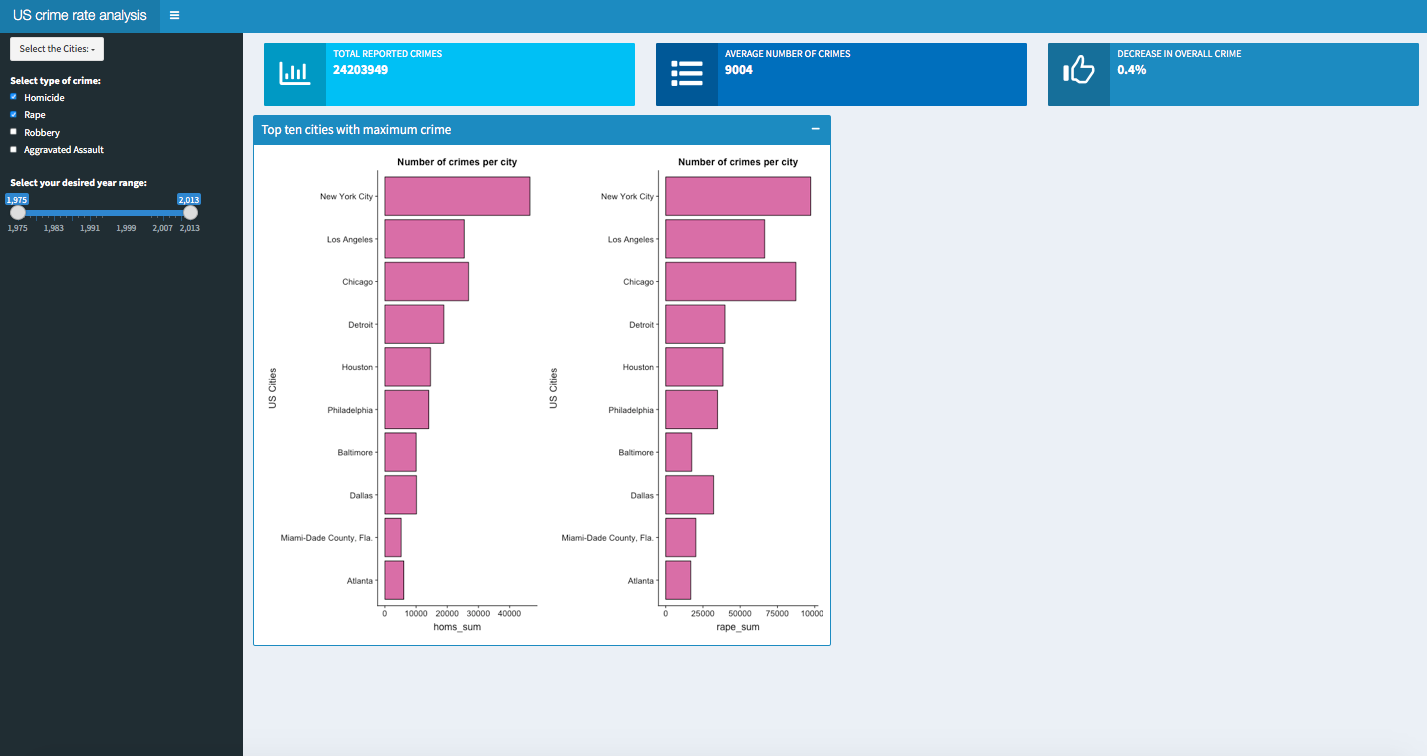 US crime rate analysis
Select the Cities: -
Select type of crime:
Homicide
Rape
Robbery
Aggravated Assault
Select your desired year range:
1,975 2,013
1,975 1,983 1,991 1,999 2,007 2,013
TOTAL REPORTED CRIMES
24203949
AVERAGE NUMBER OF CRIMES
9004
DECREASE IN OVERALL CRIME
0.4%
Top ten cities with maximum crime
Number of crimes per city
US Cities
New York City
Los Angeles
Chicago
Detroit
Houston
Philadelphia
Baltimore
Dallas
Miami-Dade County, Fla.
Atlanta
0 10000 20000 30000 40000
homs_sum
Number of crimes per city
US Cities
New York City
Los Angeles
Chicago
Detroit
Houston
Philadelphia
Baltimore
Dallas
Miami-Dade County, Fla.
Atlanta
0 25000 50000 75000 10000
rape_sum